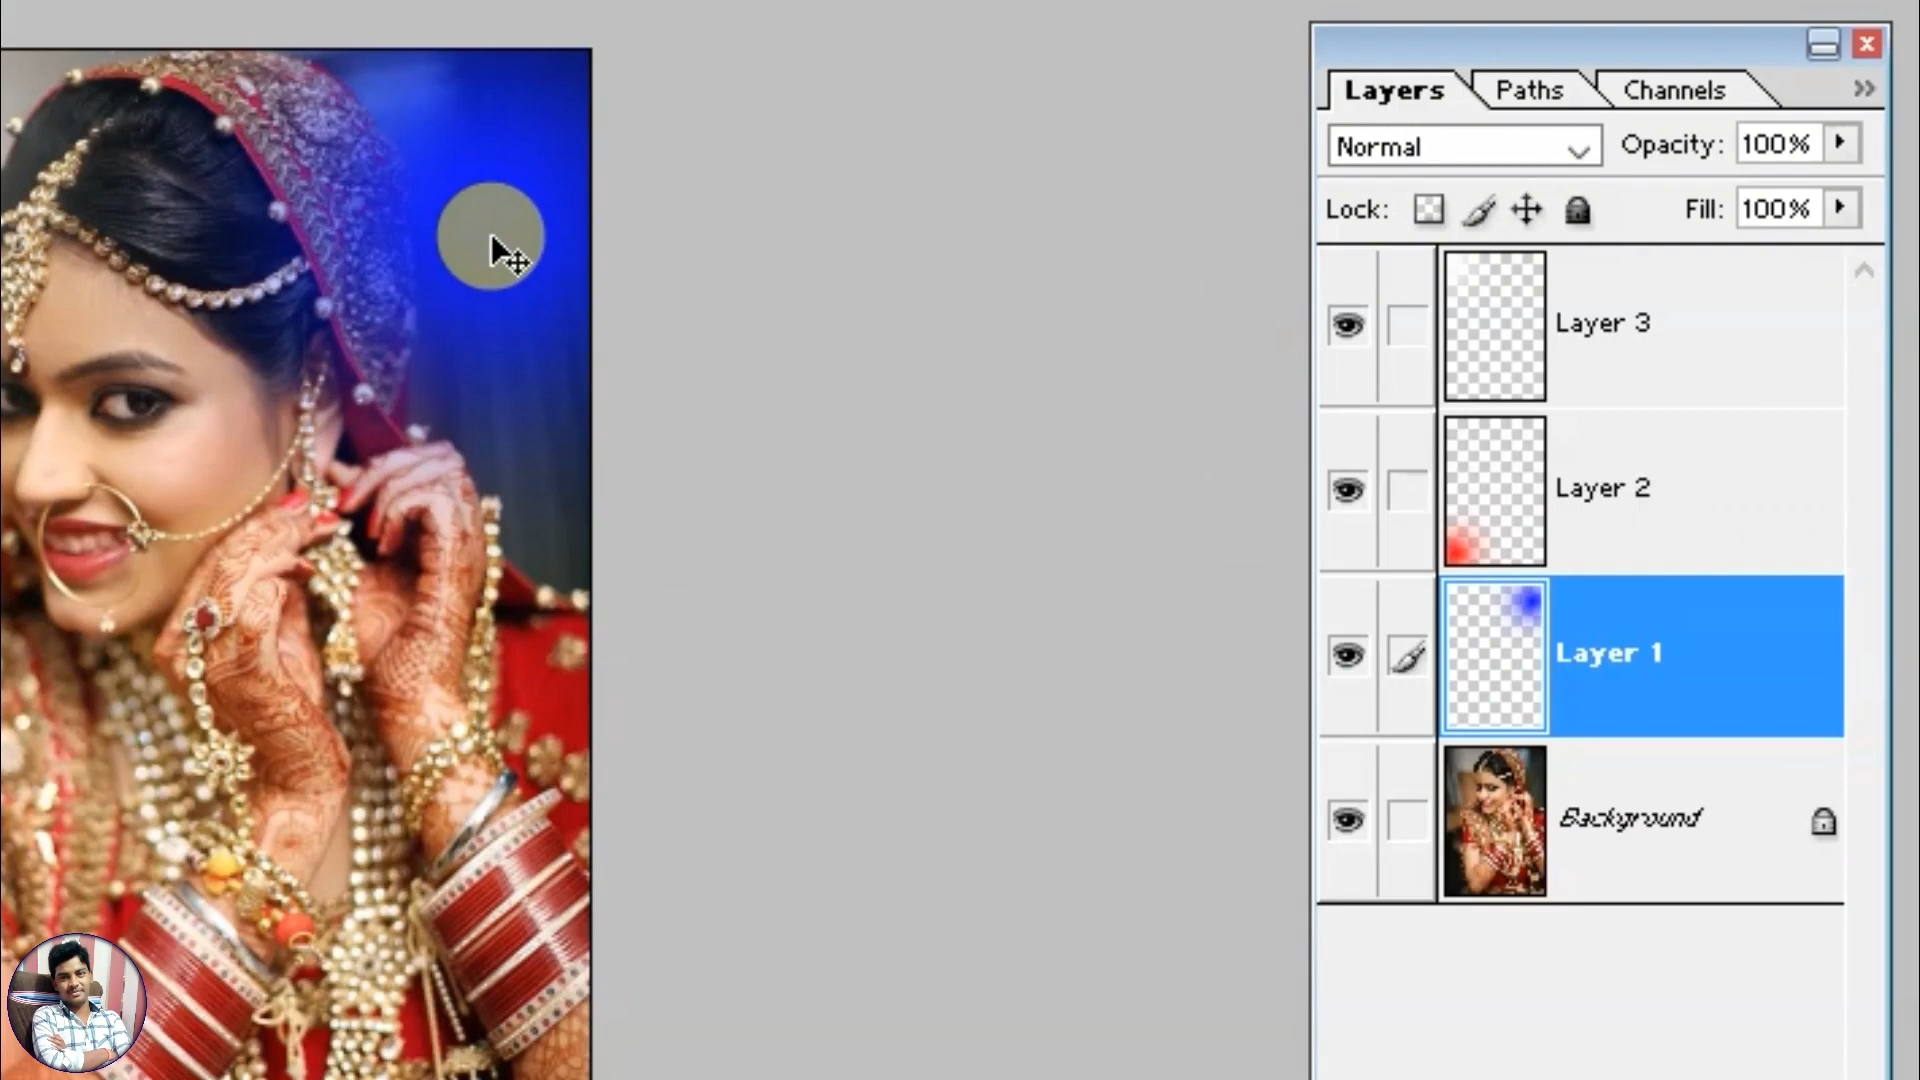 Layers Paths Channels
Normal Opacity: 100%
Lock: Fill: 100%
Layer 3
Layer 2
Layer 1
Background